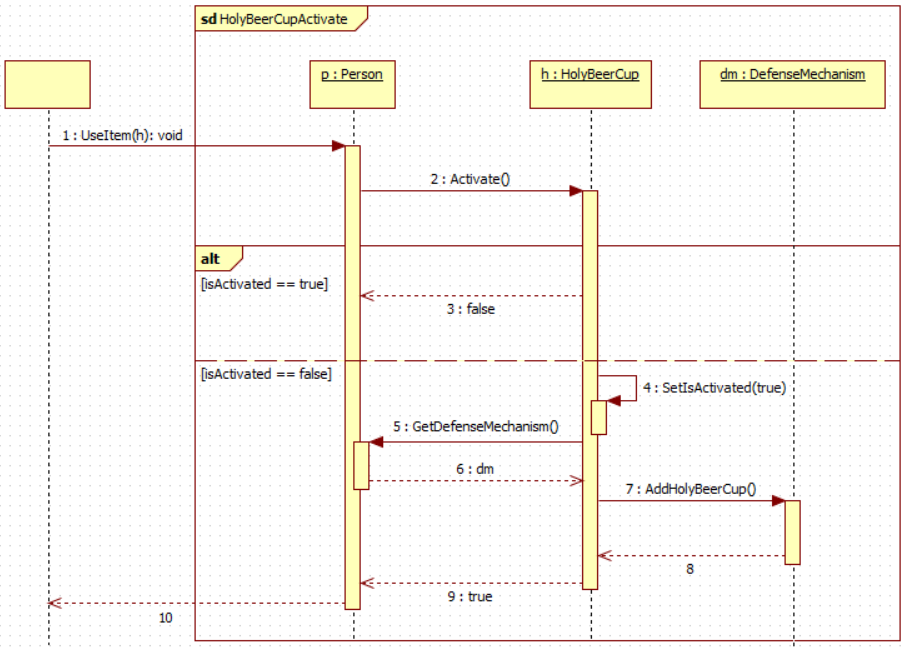 sd HolyBeerCupActivate
p : Person
h : HolyBeerCup
dm : DefenseMechanism
1 : UseItem(h): void
2 : Activate()
alt
[isActivated == true]
3 : false
[isActivated == false]
4 : SetIsActivated(true)
5 : GetDefenseMechanism()
6 : dm
7 : AddHolyBeerCup()
8
9 : true
10